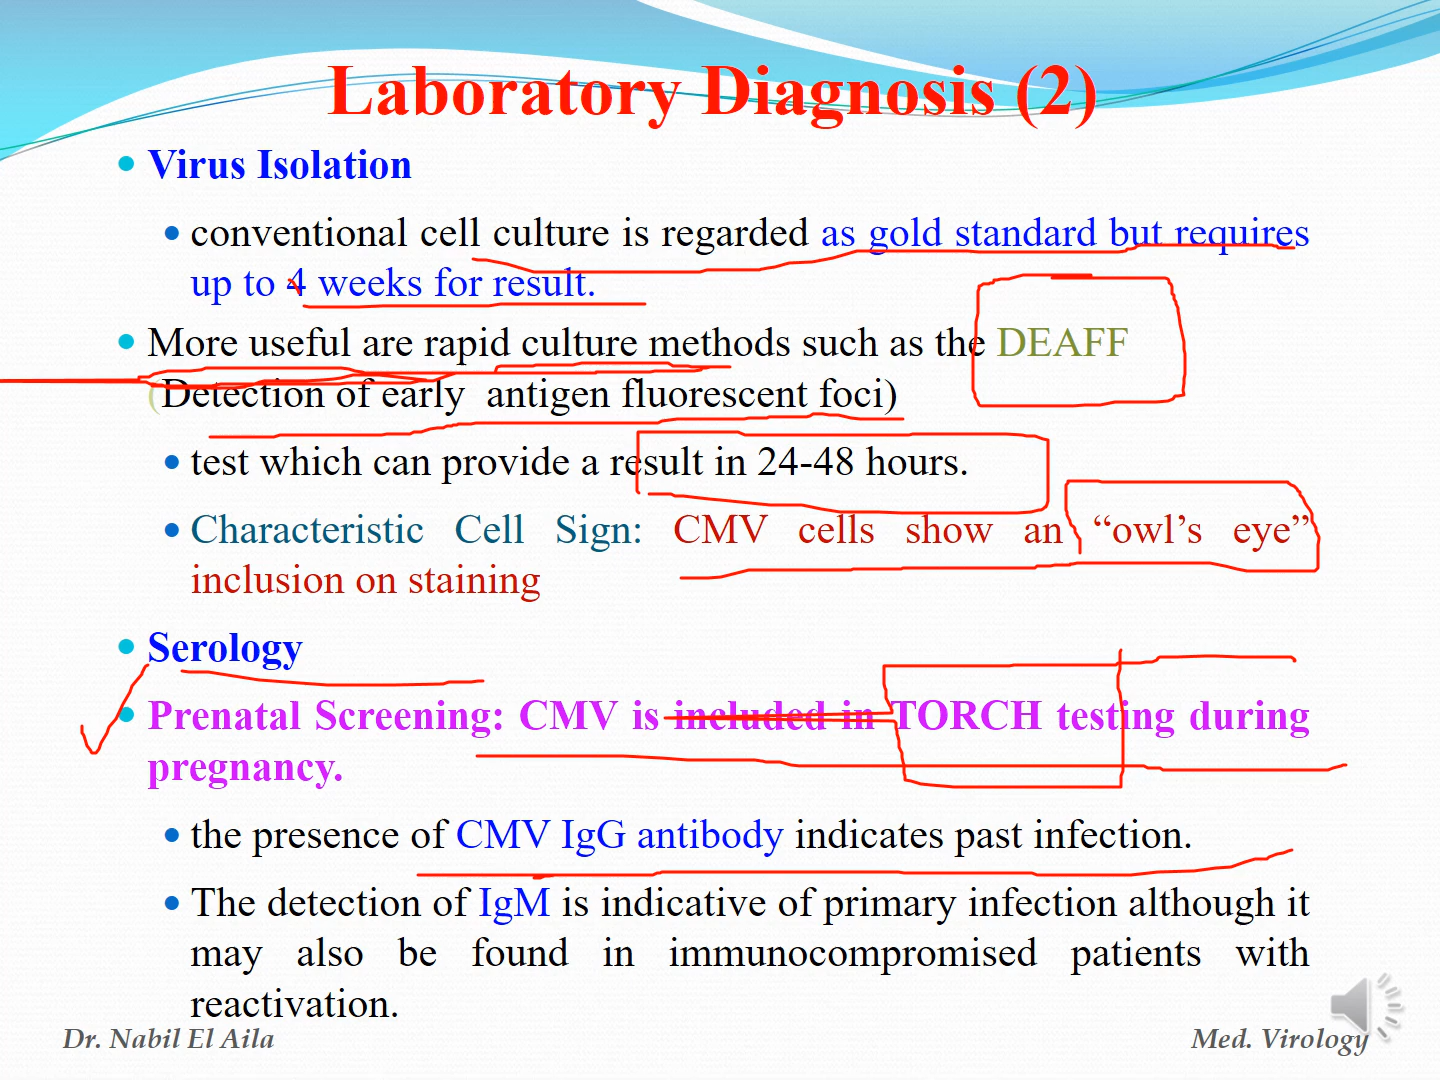 Laboratory Diagnosis (2)
Virus Isolation
conventional cell culture is regarded as gold standard but requires
up to 4 weeks for result.
More useful are rapid culture methods such as the DEAFF
(Detection of early antigen fluorescent foci)
test which can provide a result in 24-48 hours.
Characteristic Cell Sign: CMV cells show an “owl’s eye”
inclusion on staining
Serology
Prenatal Screening: CMV is included in TORCH testing during
pregnancy.
the presence of CMV IgG antibody indicates past infection.
The detection of IgM is indicative of primary infection although it
may also be found in immunocompromised patients with
reactivation.
Dr. Nabil El Aila
Med. Virology